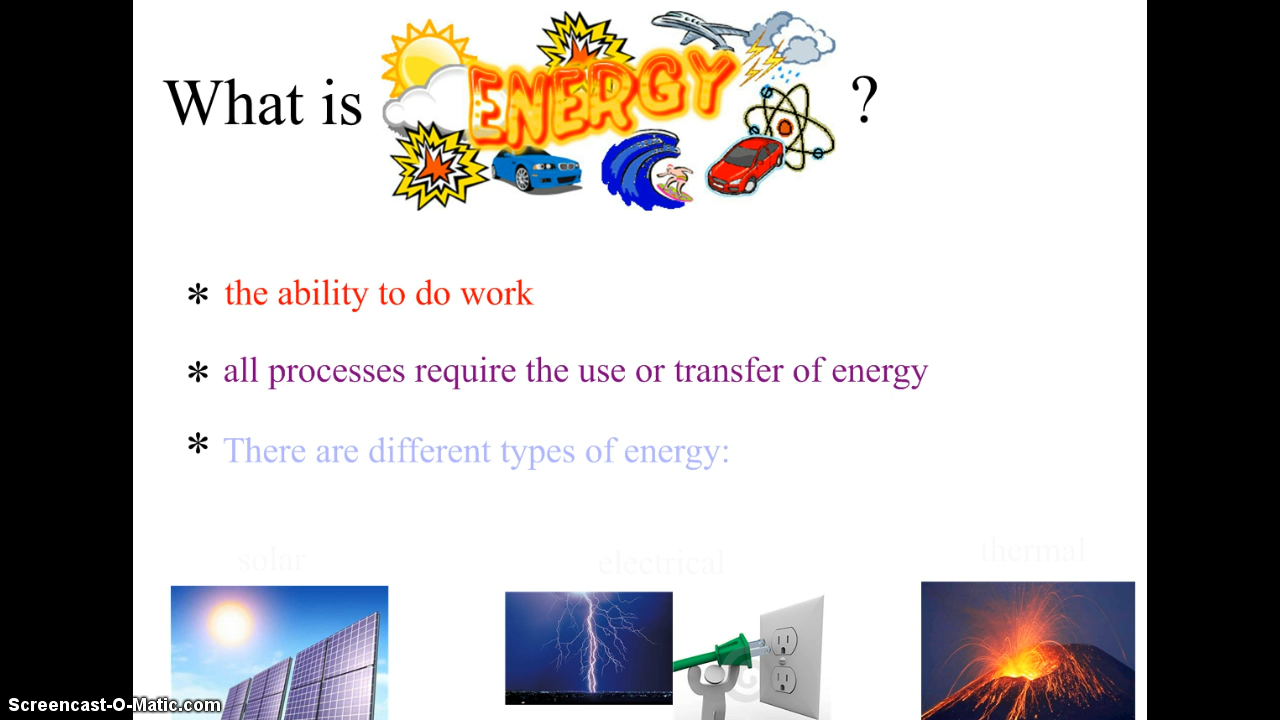 What is ENERGY ?
* the ability to do work
* all processes require the use or transfer of energy
* There are different types of energy:
solar electrical thermal
Screencast-O-Matic.com